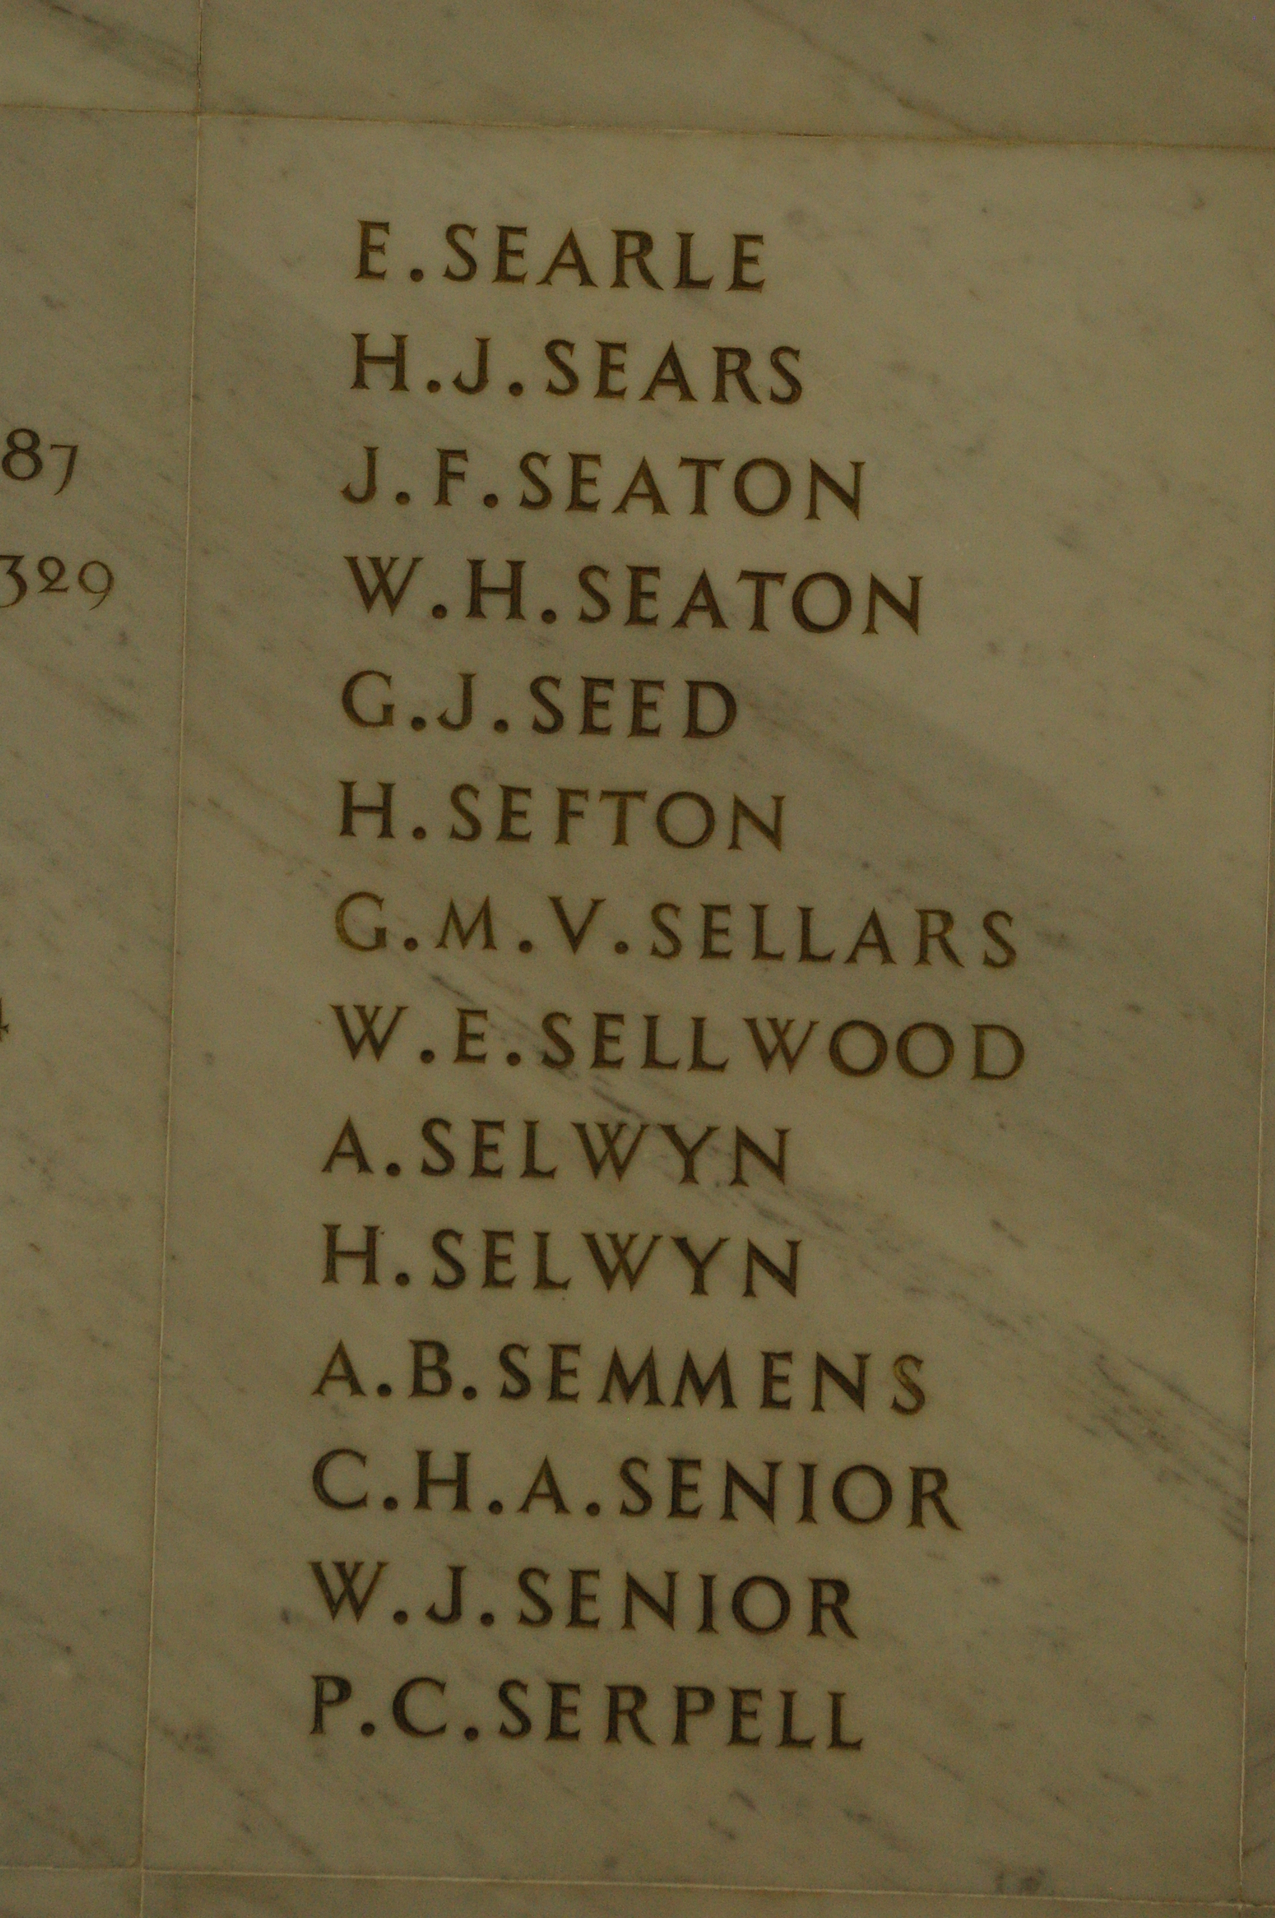 E. SEARLE
H. J. SEARS
J. F. SEATON
W. H. SEATON
G. J. SEED
H. SEFTON
G. M. V. SELLARS
W. E. SELLWOOD
A. SELWYN
H. SELWYN
A. B. SEMMENS
C. H. A. SENIOR
W. J. SENIOR
P. C. SERPELL
87
329